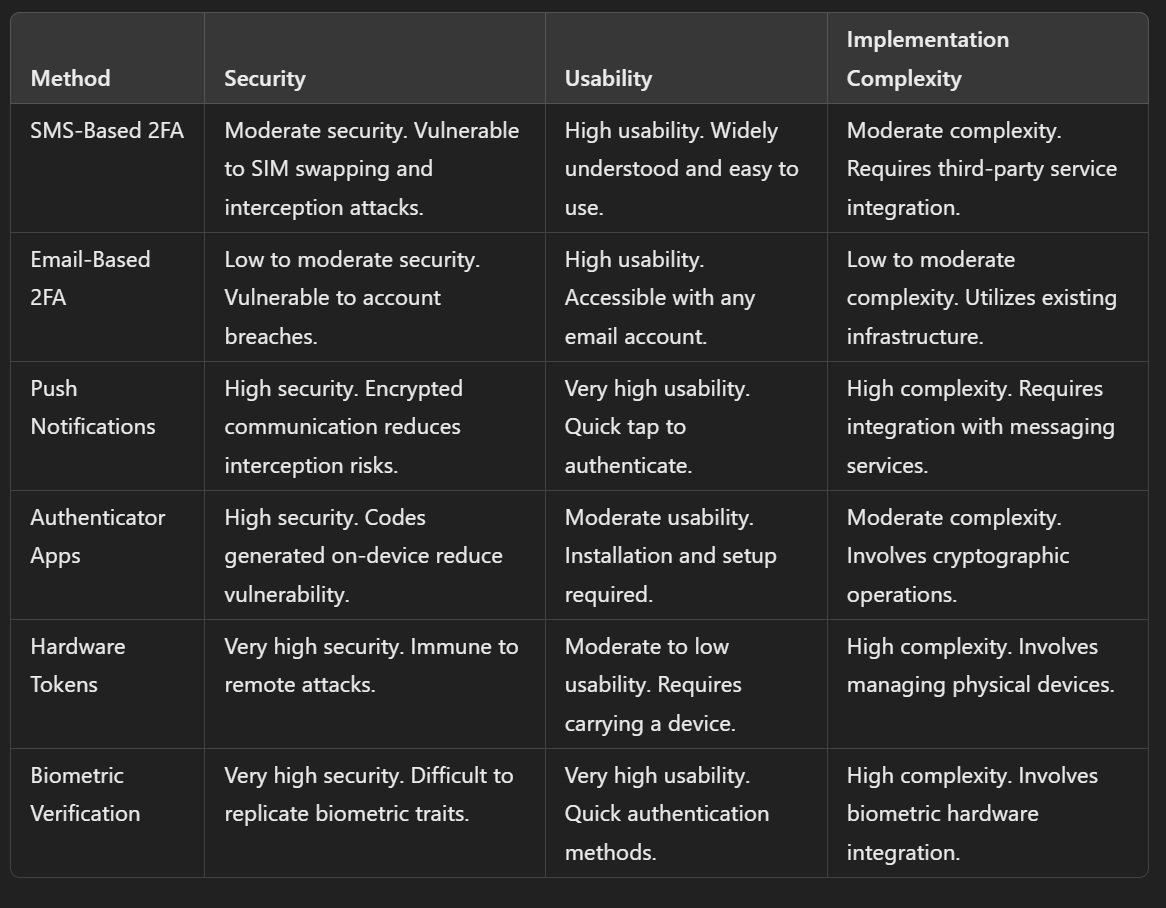 Method
Security
Usability
Implementation
Complexity
SMS-Based 2FA
Moderate security. Vulnerable
to SIM swapping and
interception attacks.
High usability. Widely
understood and easy to
use.
Moderate complexity.
Requires third-party service
integration.
Email-Based
2FA
Low to moderate security.
Vulnerable to account
breaches.
High usability.
Accessible with any
email account.
Low to moderate
complexity. Utilizes existing
infrastructure.
Push
Notifications
High security. Encrypted
communication reduces
interception risks.
Very high usability.
Quick tap to
authenticate.
High complexity. Requires
integration with messaging
services.
Authenticator
Apps
High security. Codes
generated on-device reduce
vulnerability.
Moderate usability.
Installation and setup
required.
Moderate complexity.
Involves cryptographic
operations.
Hardware
Tokens
Very high security. Immune to
remote attacks.
Moderate to low
usability. Requires
carrying a device.
High complexity. Involves
managing physical devices.
Biometric
Verification
Very high security. Difficult to
replicate biometric traits.
Very high usability.
Quick authentication
methods.
High complexity. Involves
biometric hardware
integration.